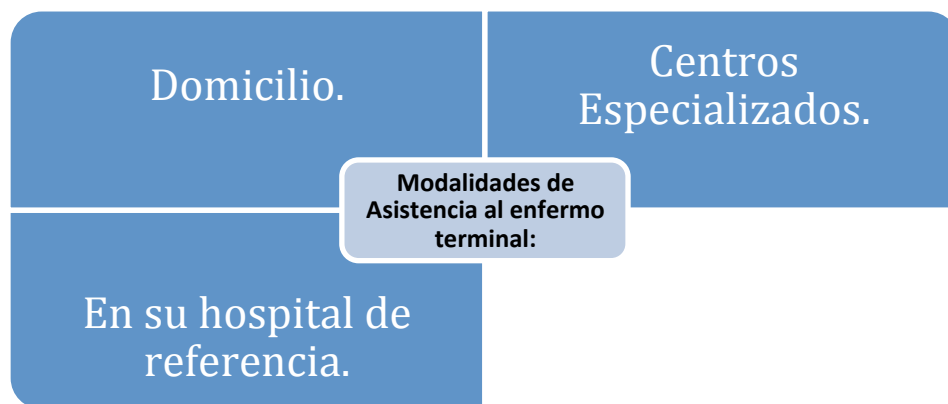 Domicilio.
Centros
Especializados.
Modalidades de
Asistencia al enfermo
terminal:
En su hospital de
referencia.